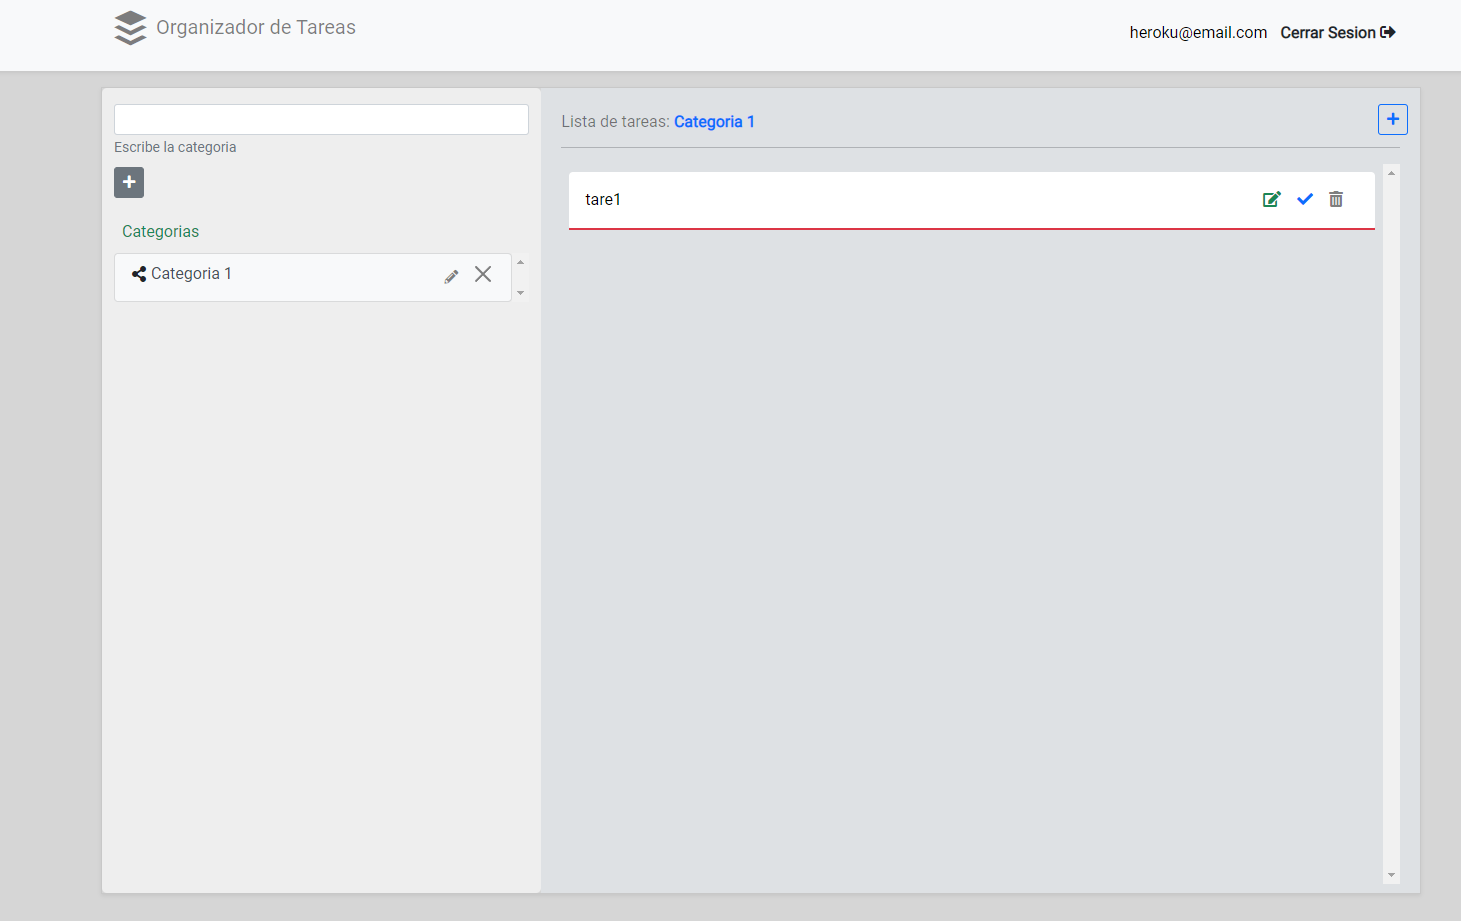 Organizador de Tareas
heroku@email.com Cerrar Sesion
Escribe la categoria
Categorias
Categoria 1
Lista de tareas: Categoria 1
tare1